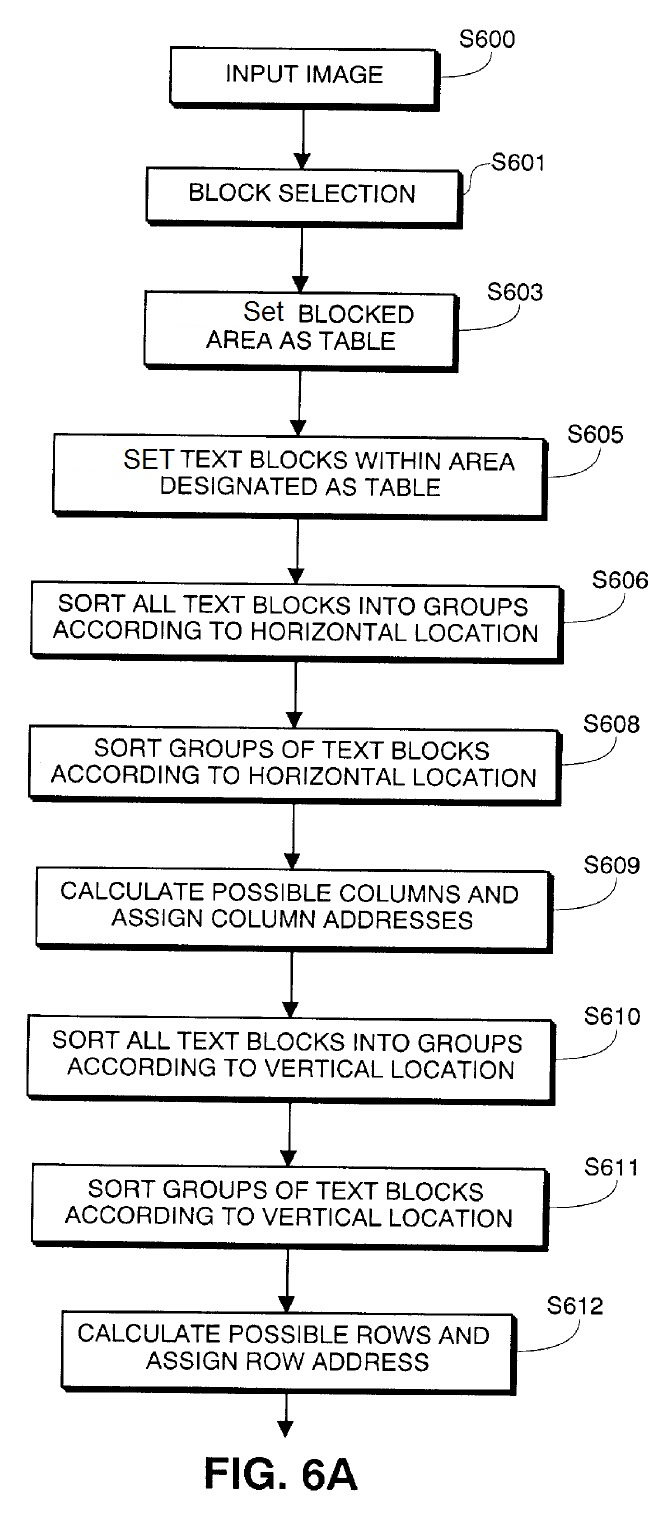 S600
INPUT IMAGE
S601
BLOCK SELECTION
S603
Set BLOCKED
AREA AS TABLE
S605
SET TEXT BLOCKS WITHIN AREA
DESIGNATED AS TABLE
S606
SORT ALL TEXT BLOCKS INTO GROUPS
ACCORDING TO HORIZONTAL LOCATION
S608
SORT GROUPS OF TEXT BLOCKS
ACCORDING TO HORIZONTAL LOCATION
S609
CALCULATE POSSIBLE COLUMNS AND
ASSIGN COLUMN ADDRESSES
S610
SORT ALL TEXT BLOCKS INTO GROUPS
ACCORDING TO VERTICAL LOCATION
S611
SORT GROUPS OF TEXT BLOCKS
ACCORDING TO VERTICAL LOCATION
S612
CALCULATE POSSIBLE ROWS AND
ASSIGN ROW ADDRESS
FIG. 6A